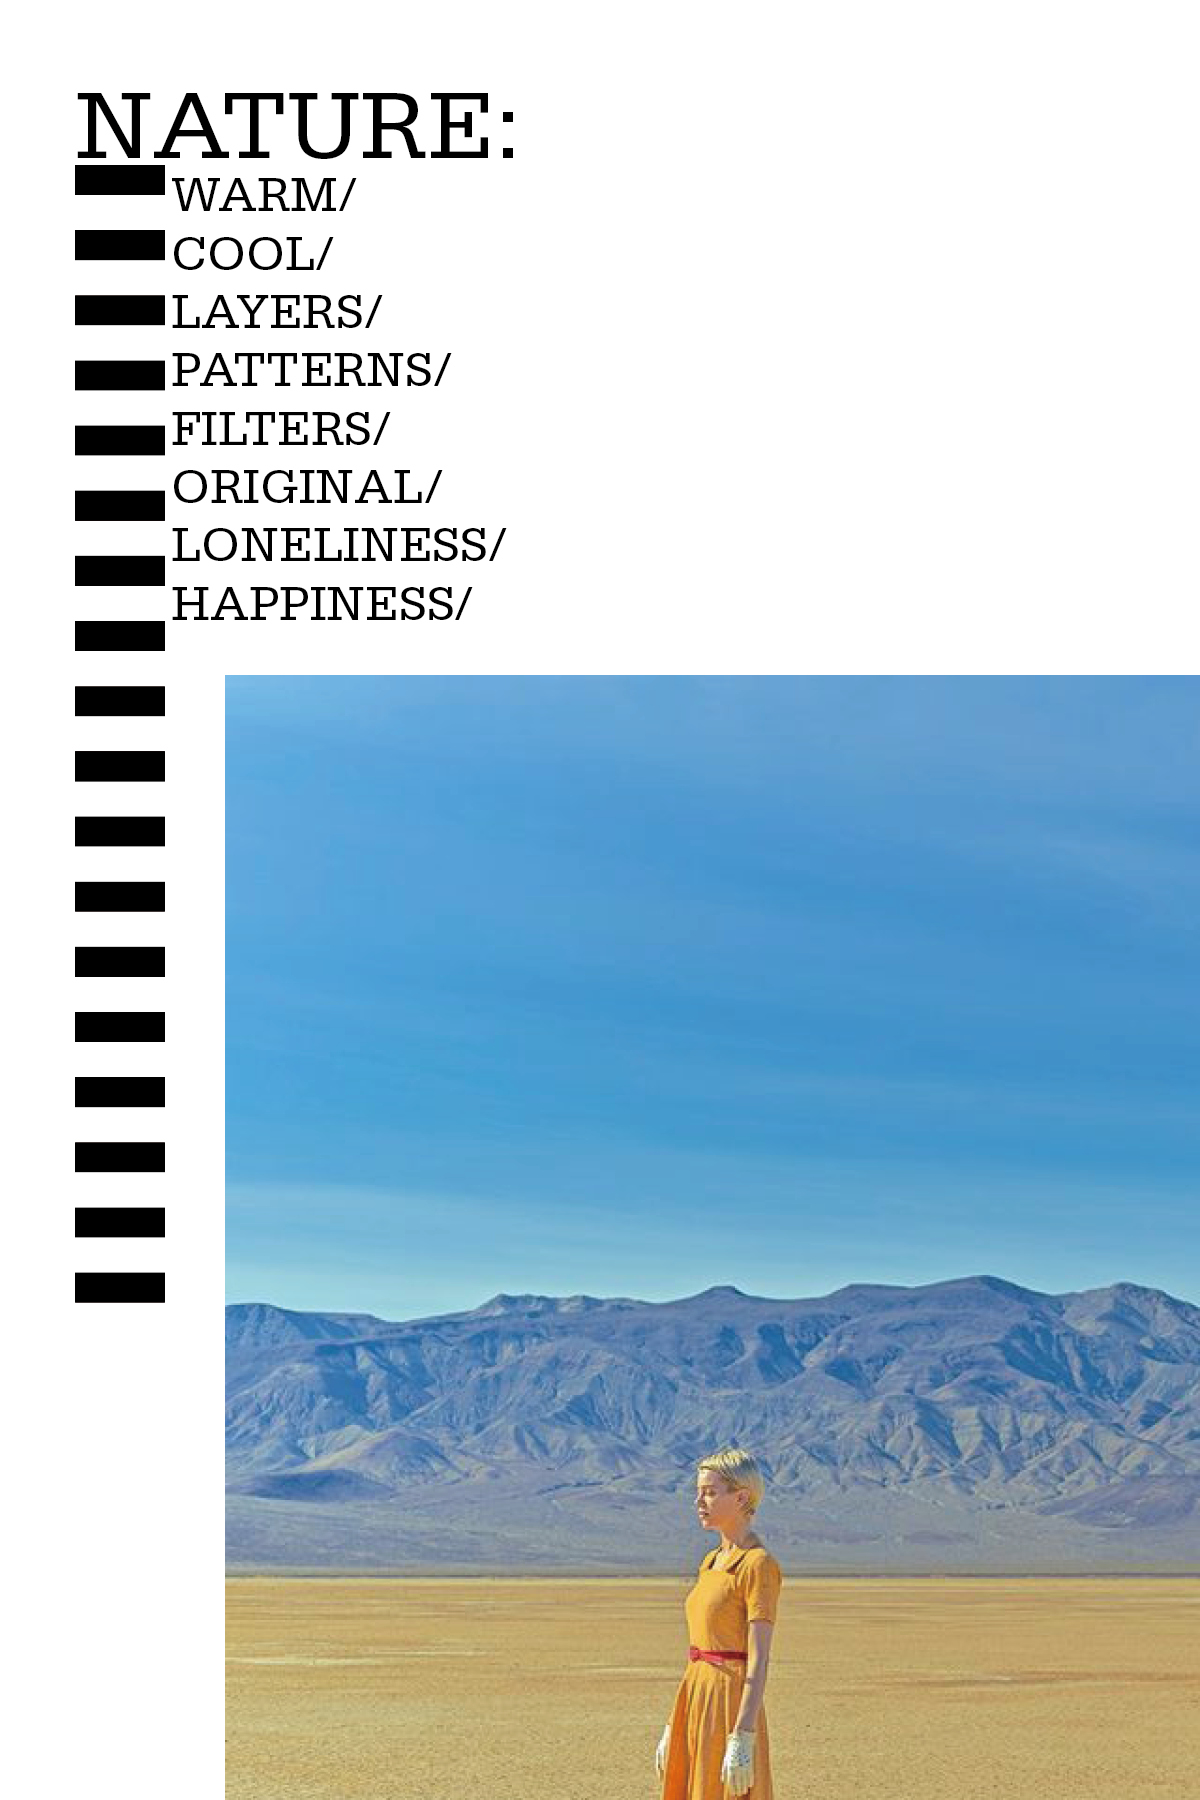 NATURE:
WARM/
COOL/
LAYERS/
PATTERNS/
FILTERS/
ORIGINAL/
LONELINESS/
HAPPINESS/